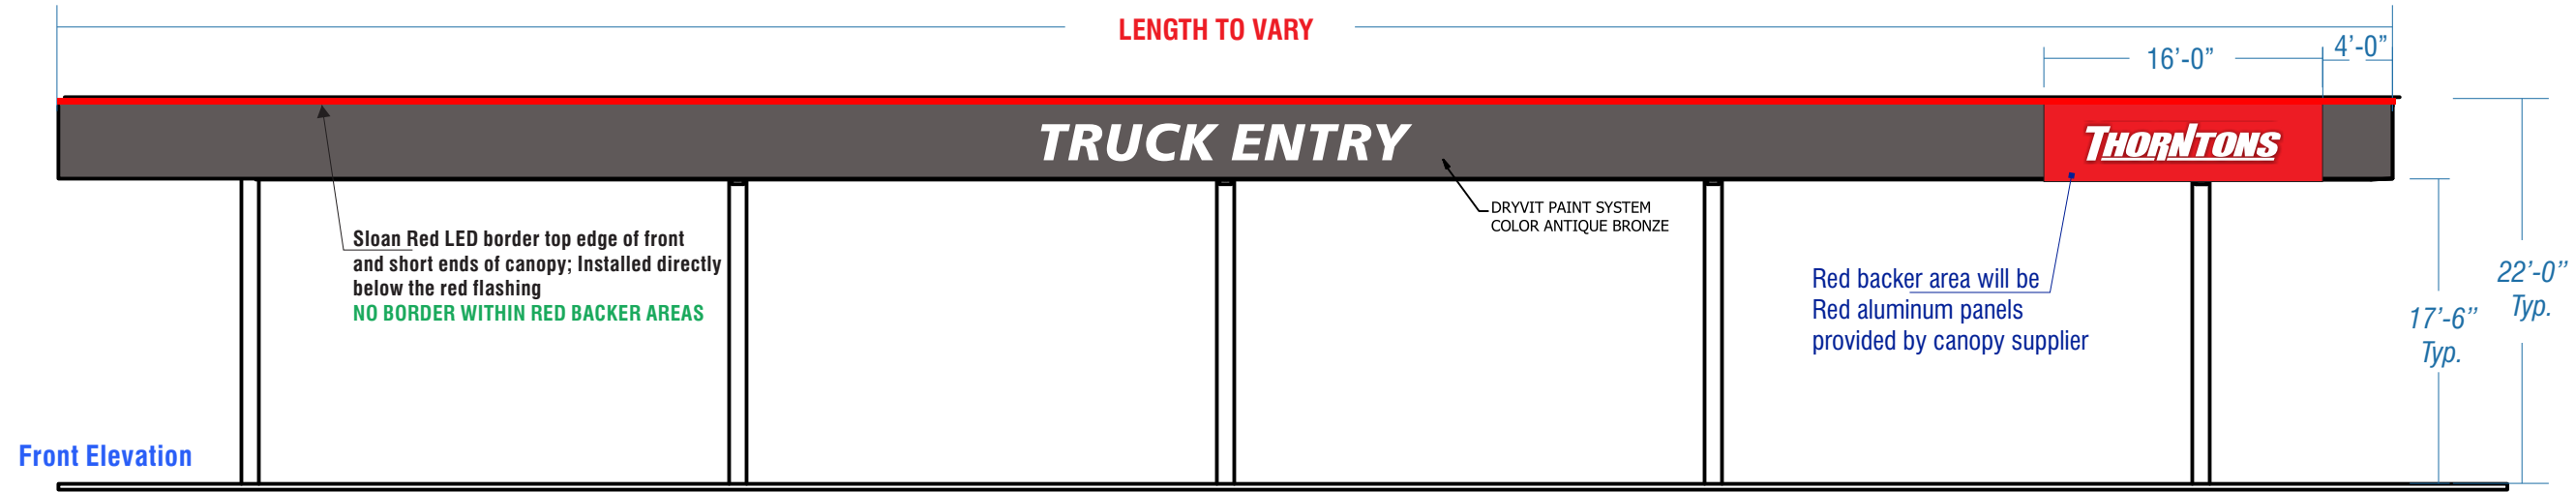 LENGTH TO VARY
16’-0”
4’-0”
TRUCK ENTRY
THORNTONS
DRYVIT PAINT SYSTEM
COLOR ANTIQUE BRONZE
Sloan Red LED border top edge of front
and short ends of canopy; Installed directly
below the red flashing
NO BORDER WITHIN RED BACKER AREAS
Red backer area will be
Red aluminum panels
provided by canopy supplier
22’-0’’
Typ.
17’-6’’
Typ.
Front Elevation